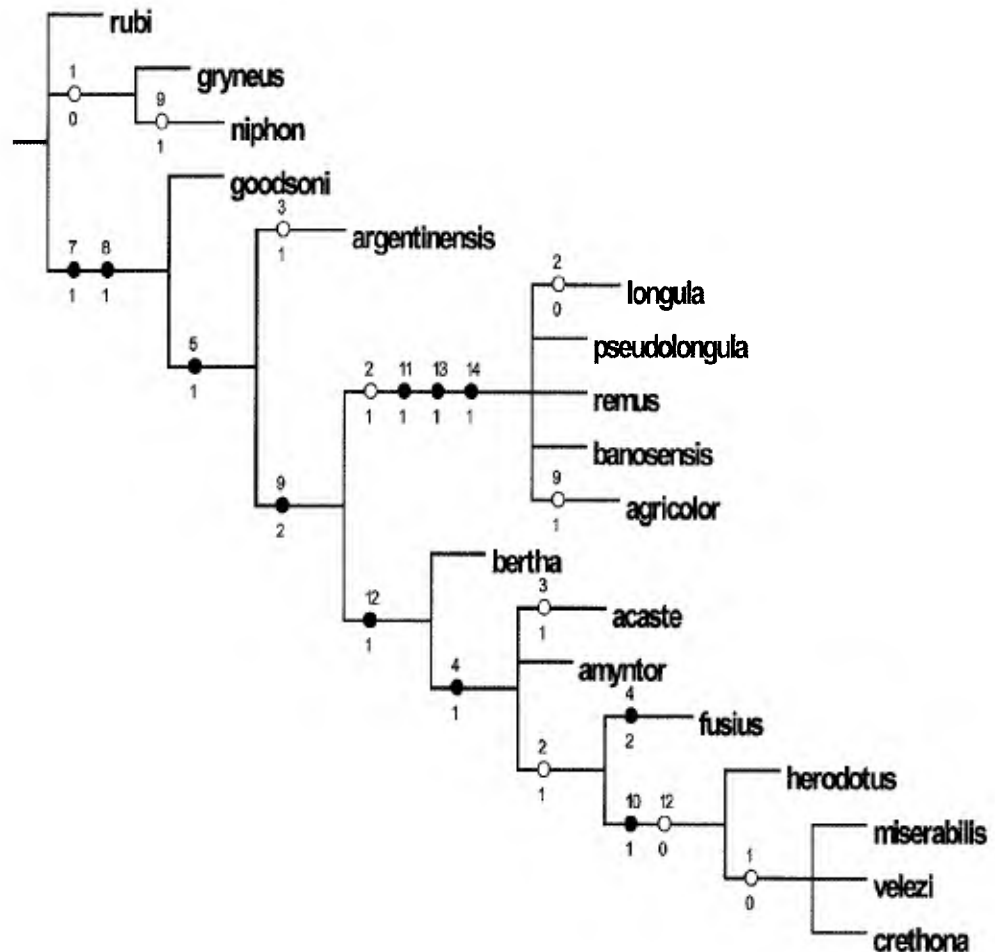 rubi
1
gryneus
0
9
niphon
1
goodsoni
3
argentinensis
1
7 8
1 1
2
longula
0
5
pseudolongula
1
2 11 13 14
remus
1 1 1 1
banosensis
9
9
agricolor
2
1
bertha
12
3
acaste
1
1
4
amyntor
1
4
fusius
2
2
1
herodotus
10 12
miserabilis
1 0
1
velezi
0
crethona